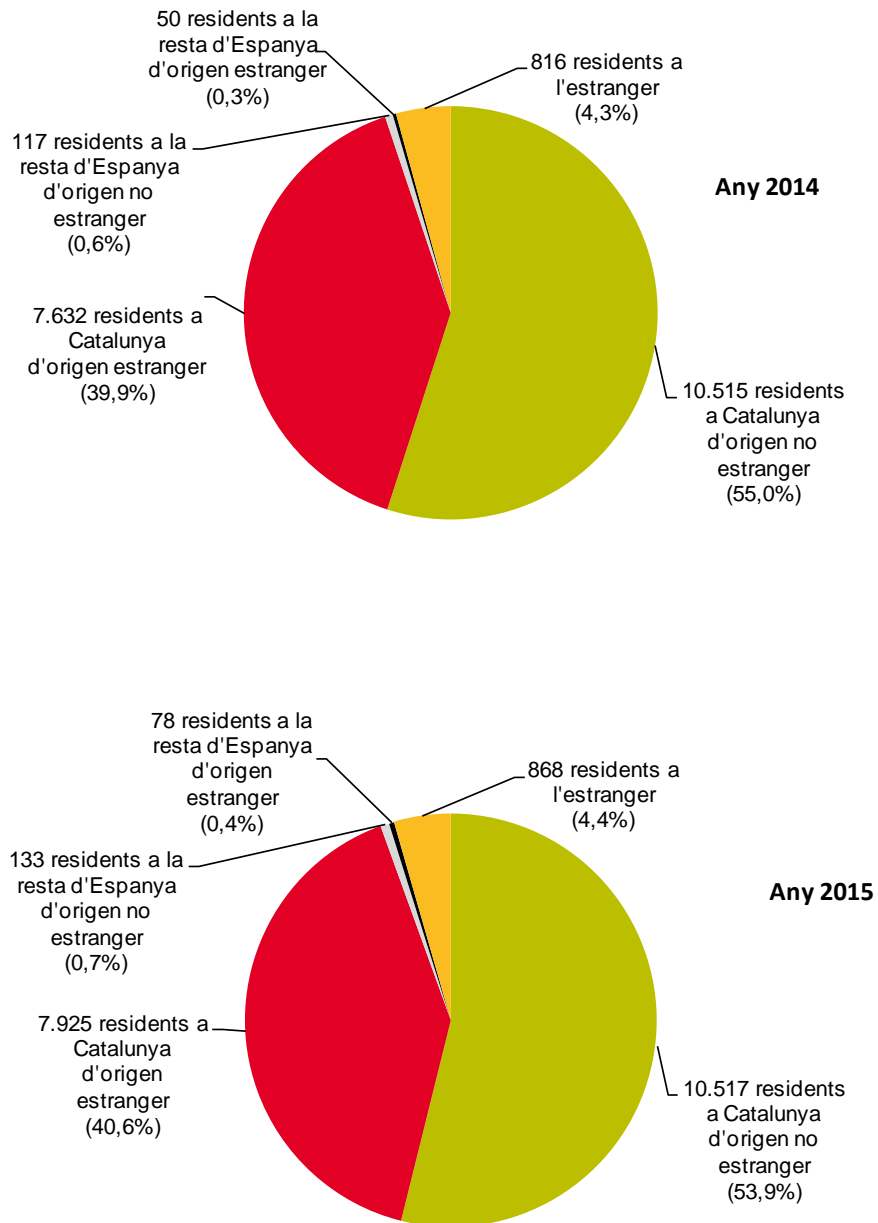 50 residents a la
resta d'Espanya
d'origen estranger
(0,3%)
816 residents a
l'estranger
(4,3%)
117 residents a la
resta d'Espanya
d'origen no
estranger
(0,6%)
Any 2014
7.632 residents a
Catalunya
d'origen estranger
(39,9%)
10.515 residents
a Catalunya
d'origen no
estranger
(55,0%)
78 residents a la
resta d'Espanya
d'origen
estranger
(0,4%)
868 residents a
l'estranger
(4,4%)
133 residents a la
resta d'Espanya
d'origen no
estranger
(0,7%)
Any 2015
7.925 residents a
Catalunya
d'origen
estranger
(40,6%)
10.517 residents
a Catalunya
d'origen no
estranger
(53,9%)